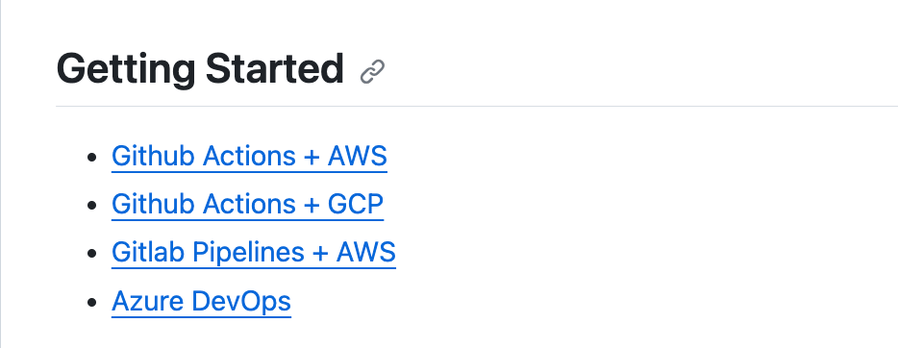 Getting Started
Github Actions + AWS
Github Actions + GCP
Gitlab Pipelines + AWS
Azure DevOps